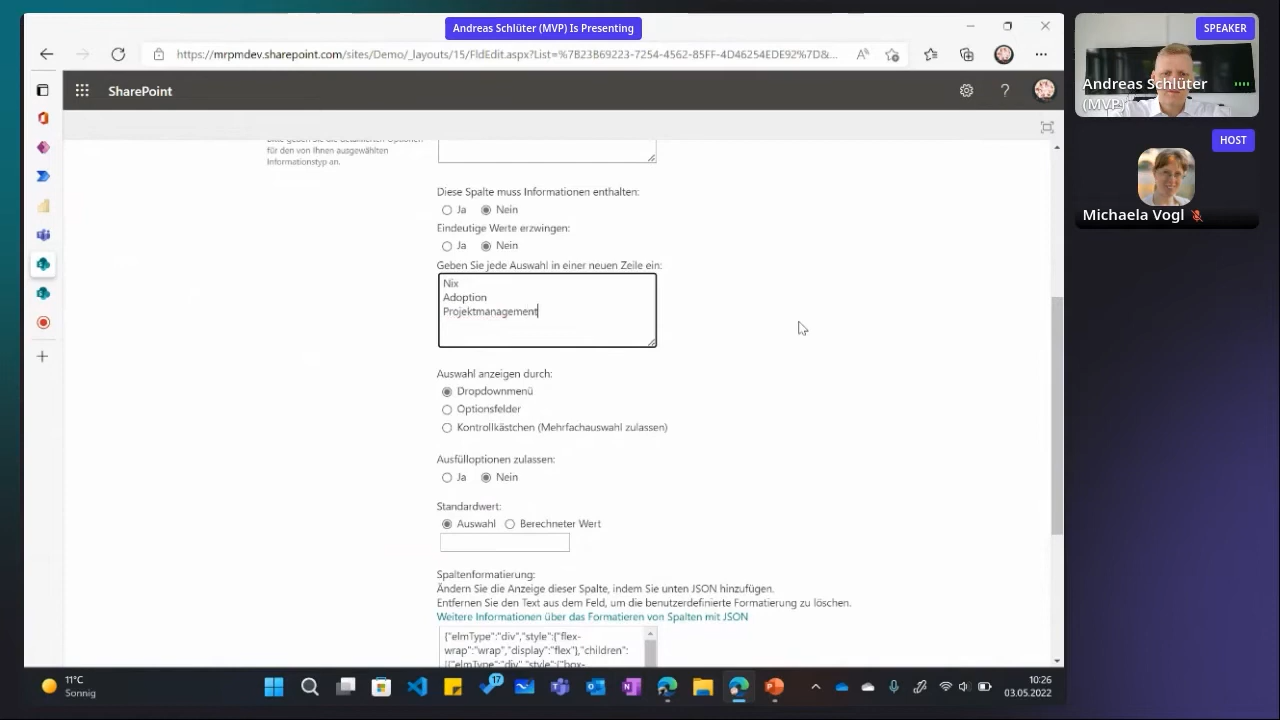 Andreas Schlüter (MVP) Is Presenting
https://mrpmdev.sharepoint.com/sites/Demo/_layouts/15/FldEdit.aspx?List=%7B23B69223-7254-4562-85FF-4D46254EDE92%7D&...
SharePoint
für den von Ihnen ausgewählten
Informationstyp an.
Diese Spalte muss Informationen enthalten:
Ja Nein
Eindeutige Werte erzwingen:
Ja Nein
Geben Sie jede Auswahl in einer neuen Zeile ein:
Nix
Adoption
Projektmanagement
Auswahl anzeigen durch:
Dropdownmenü
Optionsfelder
Kontrollkästchen (Mehrfachauswahl zulassen)
Ausfülloptionen zulassen:
Ja Nein
Standardwert:
Auswahl Berechneter Wert
Spaltenformatierung:
Ändern Sie die Anzeige dieser Spalte, indem Sie unten JSON hinzufügen.
Entfernen Sie den Text aus dem Feld, um die benutzerdefinierte Formatierung zu löschen.
Weitere Informationen über das Formatieren von Spalten mit JSON
{"elmType":"div","style":{"flex-
wrap":"wrap","display":"flex"},"children":
[{"elmType":"div","style":{"box-
11°C
Sonnig
17
10:26
03.05.2022
SPEAKER
Andreas Schlüter
(MVP)
HOST
Michaela Vogl